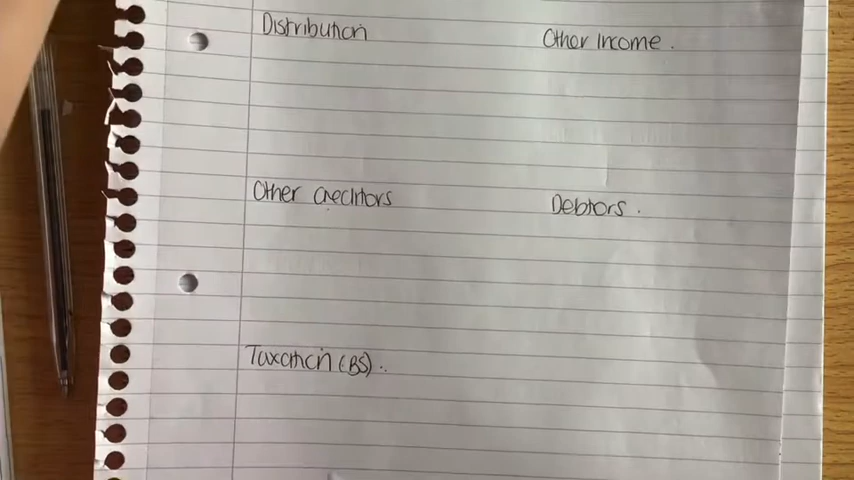 Distribution
Other Income.
Other creditors
Debtors.
Taxation (BS)..